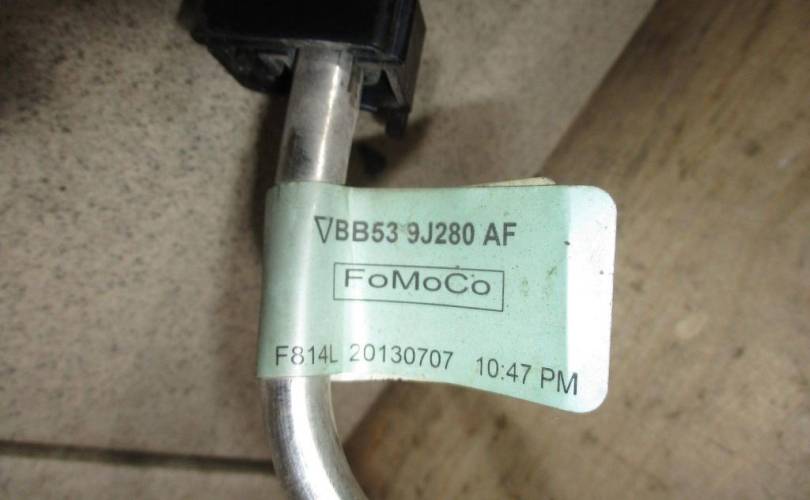 ▽BB53 9J280 AF
FoMoCo
F814L 20130707 10:47 PM